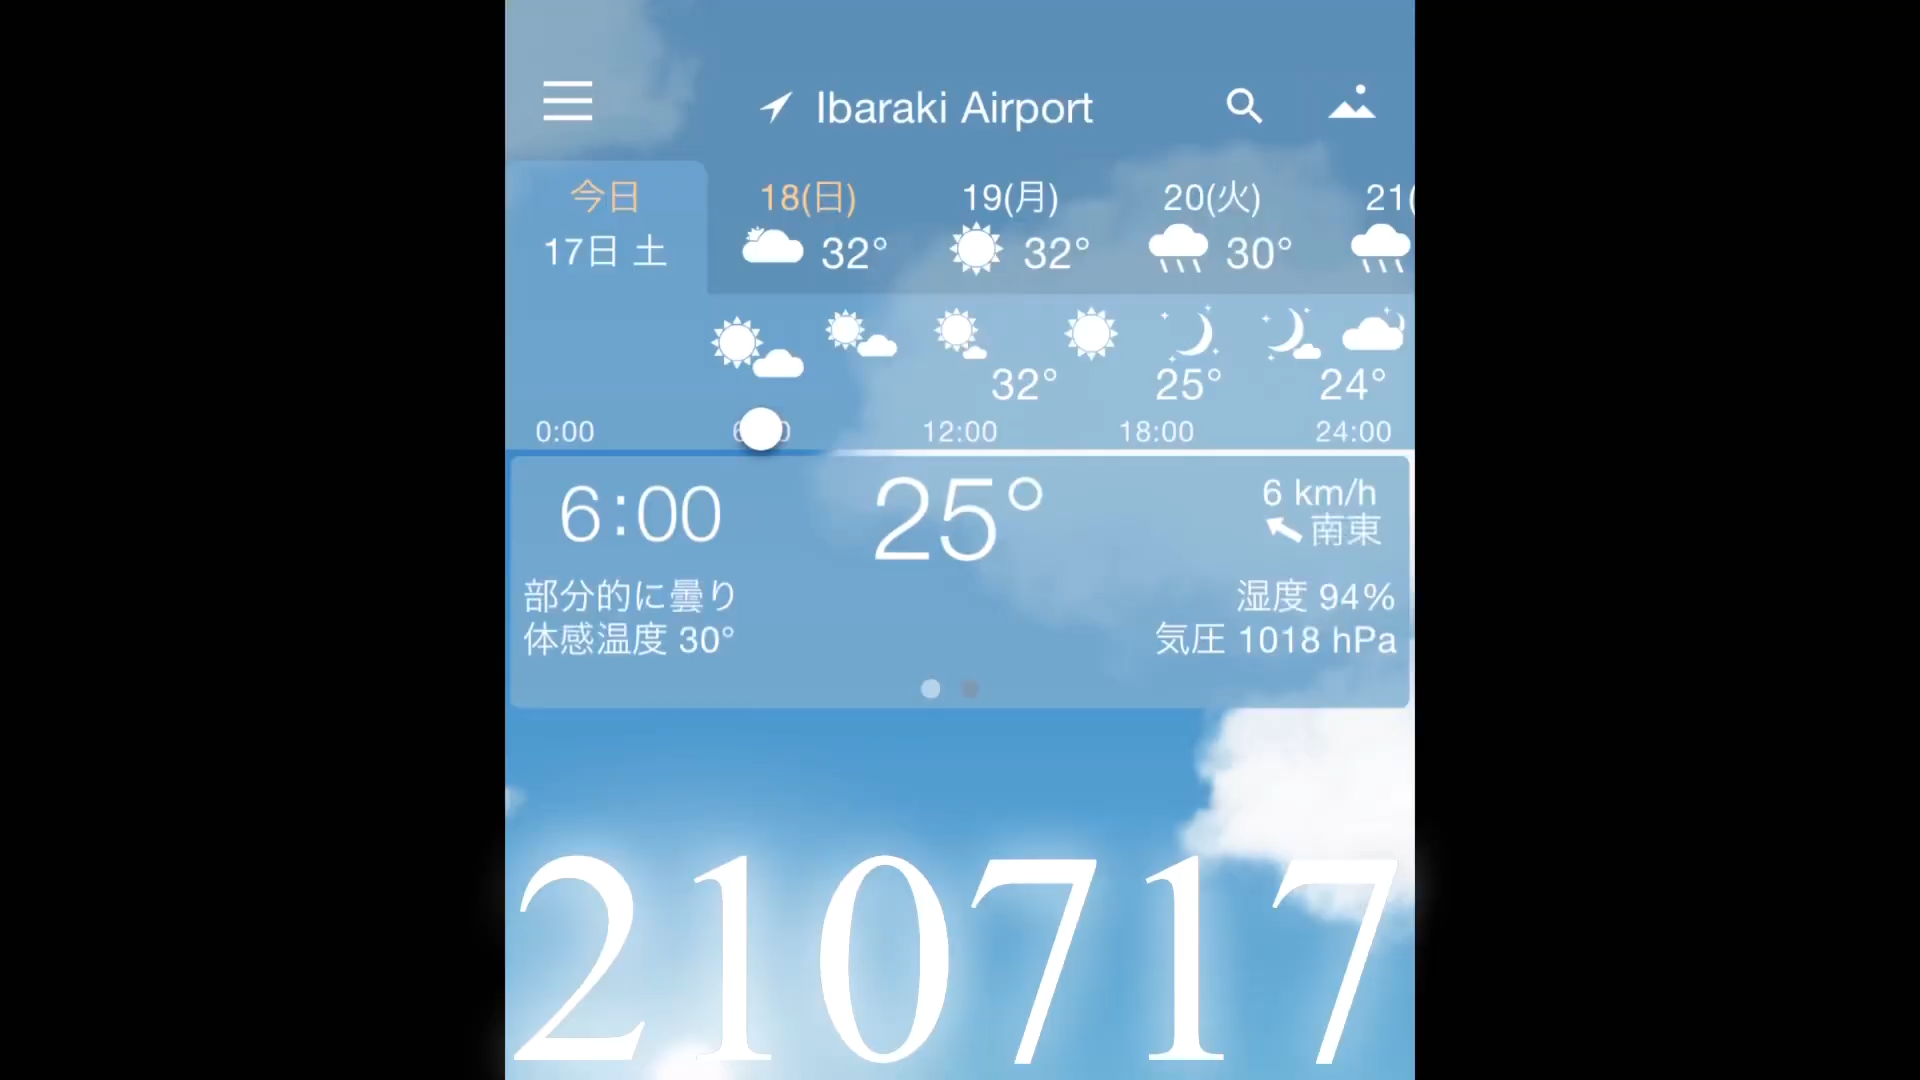 Ibaraki Airport
今日
17日 土
18(日)
32°
19(月)
32°
20(火)
30°
21(
32°
25°
24°
0:00
12:00
18:00
24:00
6:00
25°
6 km/h
南東
部分的に曇り
体感温度 30°
湿度 94%
気圧 1018 hPa
210717